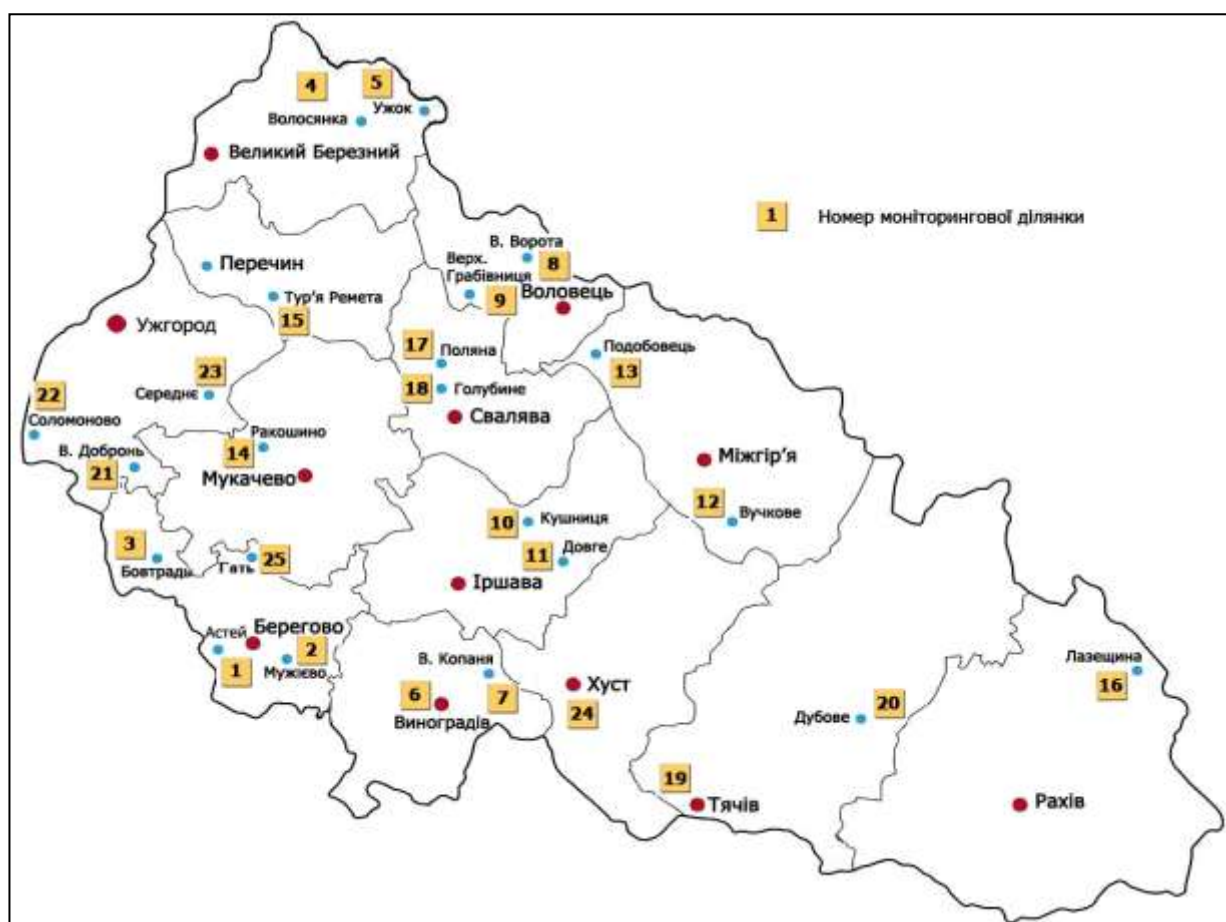 4
5
Ужок
Волосянка
Великий Березний
1
Номер моніторингової ділянки
В. Ворота
8
Верх.
Грабівниця
9
Воловець
Перечин
Тур'я Ремета
15
Ужгород
17
Поляна
Подобовець
13
23
Середнє
18
Голубине
22
Соломоново
Свалява
Ракошино
14
В. Добронь
21
Мукачево
Міжгір'я
12
Вучкове
10
Кушниця
3
Бовтрадь
Гать
25
11
Довге
Іршава
Астей
Берегово
1
2
Мужієво
В. Копаня
6
7
Виноградів
Хуст
24
Лазещина
16
Дубове
20
19
Тячів
Рахів